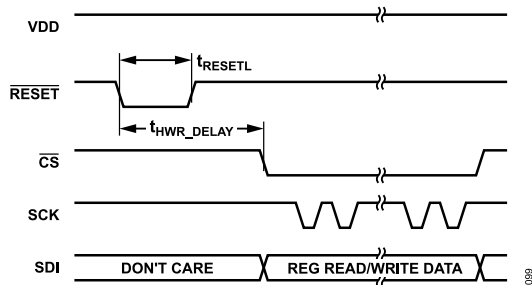 VDD
tRESETL
RESET
tHWR_DELAY
CS
SCK
SDI DON'T CARE REG READ/WRITE DATA
099